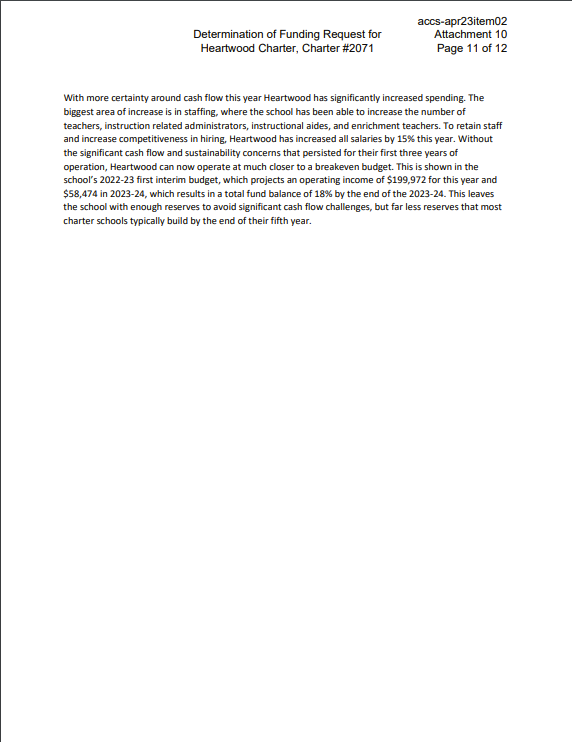 accs-apr23item02
Determination of Funding Request for
Attachment 10
Heartwood Charter, Charter #2071
Page 11 of 12
With more certainty around cash flow this year Heartwood has significantly increased spending. The
biggest area of increase is in staffing, where the school has been able to increase the number of
teachers, instruction related administrators, instructional aides, and enrichment teachers. To retain staff
and increase competitiveness in hiring, Heartwood has increased all salaries by 15% this year. Without
the significant cash flow and sustainability concerns that persisted for their first three years of
operation, Heartwood can now operate at much closer to a breakeven budget. This is shown in the
school's 2022-23 first interim budget, which projects an operating income of $199,972 for this year and
$58,474 in 2023-24, which results in a total fund balance of 18% by the end of the 2023-24. This leaves
the school with enough reserves to avoid significant cash flow challenges, but far less reserves that most
charter schools typically build by the end of their fifth year.